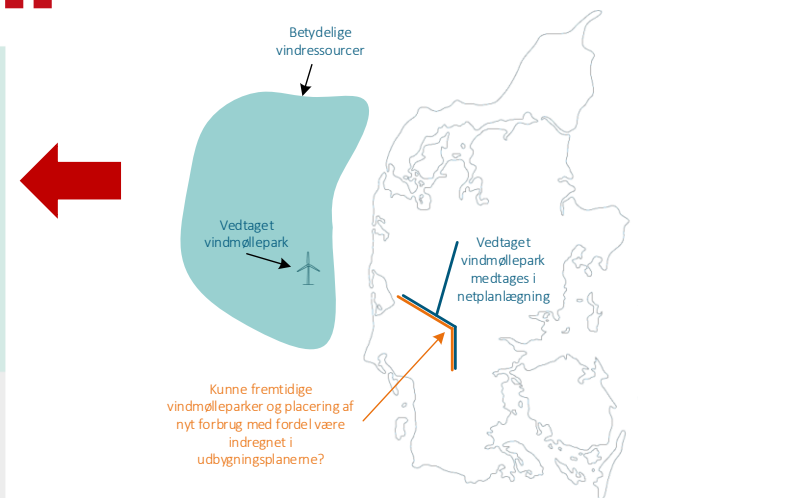 Betydelige
vindressourcer
Vedtaget
vindmøllepark
Vedtaget
vindmøllepark
medtages i
netplanlægning
Kunne fremtidige
vindmølleparker og placering af
nyt forbrug med fordel være
indregnet i
udbygningsplanerne?